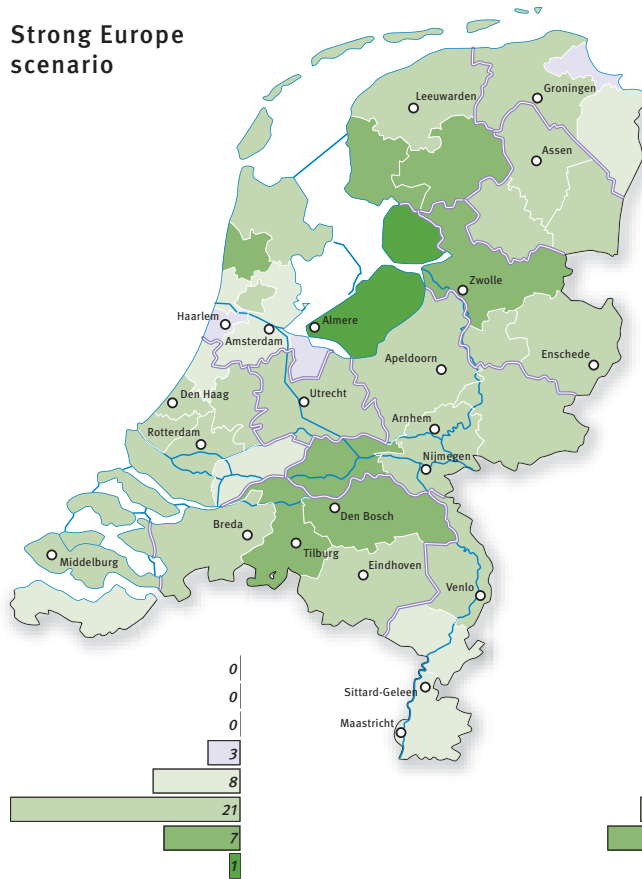 Strong Europe
scenario
Groningen
Leeuwarden
Assen
Zwolle
Haarlem
Almere
Amsterdam
Enschede
Apeldoorn
Den Haag
Utrecht
Arnhem
Rotterdam
Nijmegen
Den Bosch
Breda
Tilburg
Middelburg
Eindhoven
Venlo
0
0
Sittard-Geleen
0
Maastricht
3
8
21
7
1